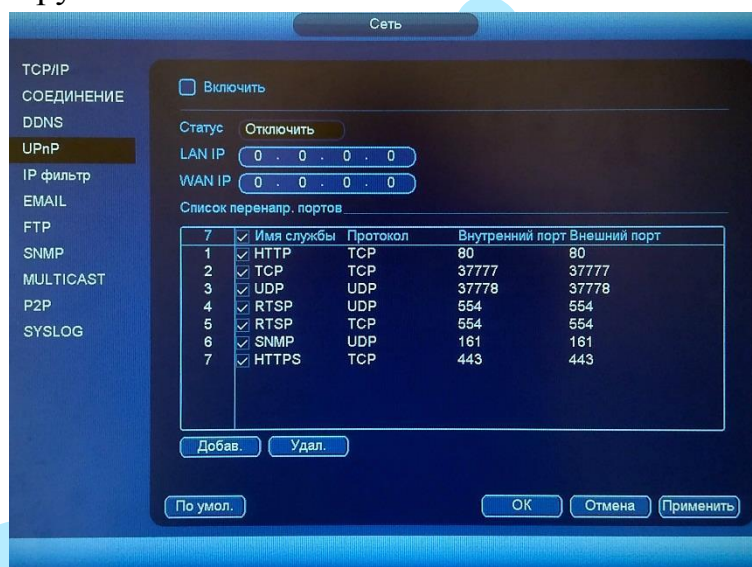 Сеть
TCP/IP
СОЕДИНЕНИЕ
DDNS
UPnP
IP фильтр
EMAIL
FTP
SNMP
MULTICAST
P2P
SYSLOG
Включить
Статус Отключить
LAN IP 0 . 0 . 0 . 0
WAN IP 0 . 0 . 0 . 0
Список перенапр. портов
7 Имя службы Протокол Внутренний порт Внешний порт
1 HTTP TCP 80 80
2 TCP TCP 37777 37777
3 UDP UDP 37778 37778
4 RTSP UDP 554 554
5 RTSP TCP 554 554
6 SNMP UDP 161 161
7 HTTPS TCP 443 443
Добав. Удал.
По умол. OK Отмена Применить